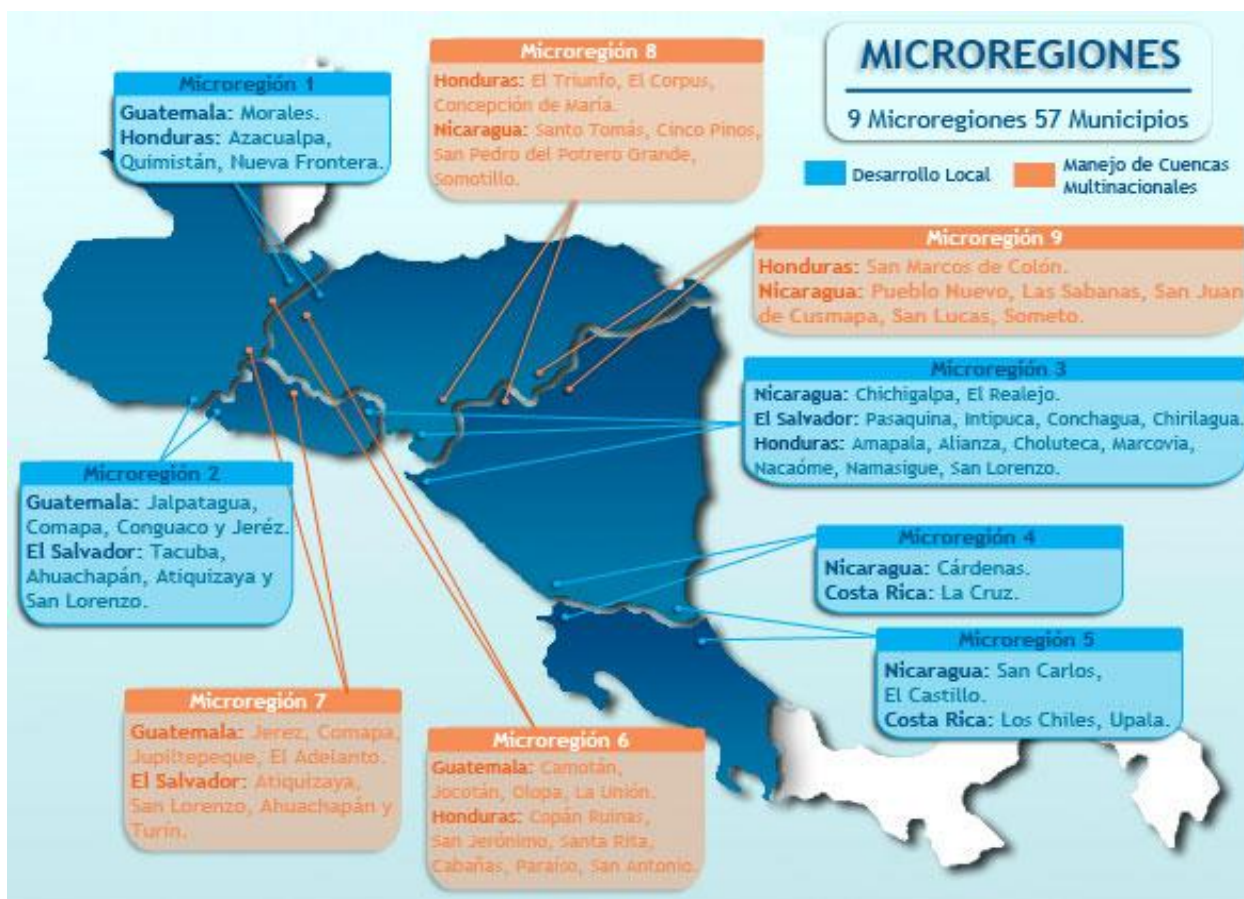 MICROREGIONES
9 Microregiones 57 Municipios
Desarrollo Local
Manejo de Cuencas
Multinacionales
Microregión 1
Guatemala: Morales.
Honduras: Azacualpa,
Quimistán, Nueva Frontera.
Microregión 8
Honduras: El Triunfo, El Corpus,
Concepción de María.
Nicaragua: Santo Tomás, Cinco Pinos,
San Pedro del Potrero Grande,
Somotillo.
Microregión 9
Honduras: San Marcos de Colón.
Nicaragua: Pueblo Nuevo, Las Sabanas, San Juan
de Cusmapa, San Lucas, Someto.
Microregión 3
Nicaragua: Chichigalpa, El Realejo.
El Salvador: Pasaquina, Intipuca, Conchagua, Chirilagua.
Honduras: Amapala, Alianza, Choluteca, Marcovia,
Nacaóme, Namasigue, San Lorenzo.
Microregión 2
Guatemala: Jalpatagua,
Comapa, Conguaco y Jeréz.
El Salvador: Tacuba,
Ahuachapán, Atiquizaya y
San Lorenzo.
Microregión 4
Nicaragua: Cárdenas.
Costa Rica: La Cruz.
Microregión 5
Nicaragua: San Carlos,
El Castillo.
Costa Rica: Los Chiles, Upala.
Microregión 7
Guatemala: Jerez, Comapa,
Jupiltepeque, El Adelanto.
El Salvador: Atiquizaya,
San Lorenzo, Ahuachapán y
Turín.
Microregión 6
Guatemala: Camotán,
Jocotán, Olopa, La Unión.
Honduras: Copán Ruinas,
San Jerónimo, Santa Rita,
Cabañas, Paraiso, San Antonio.